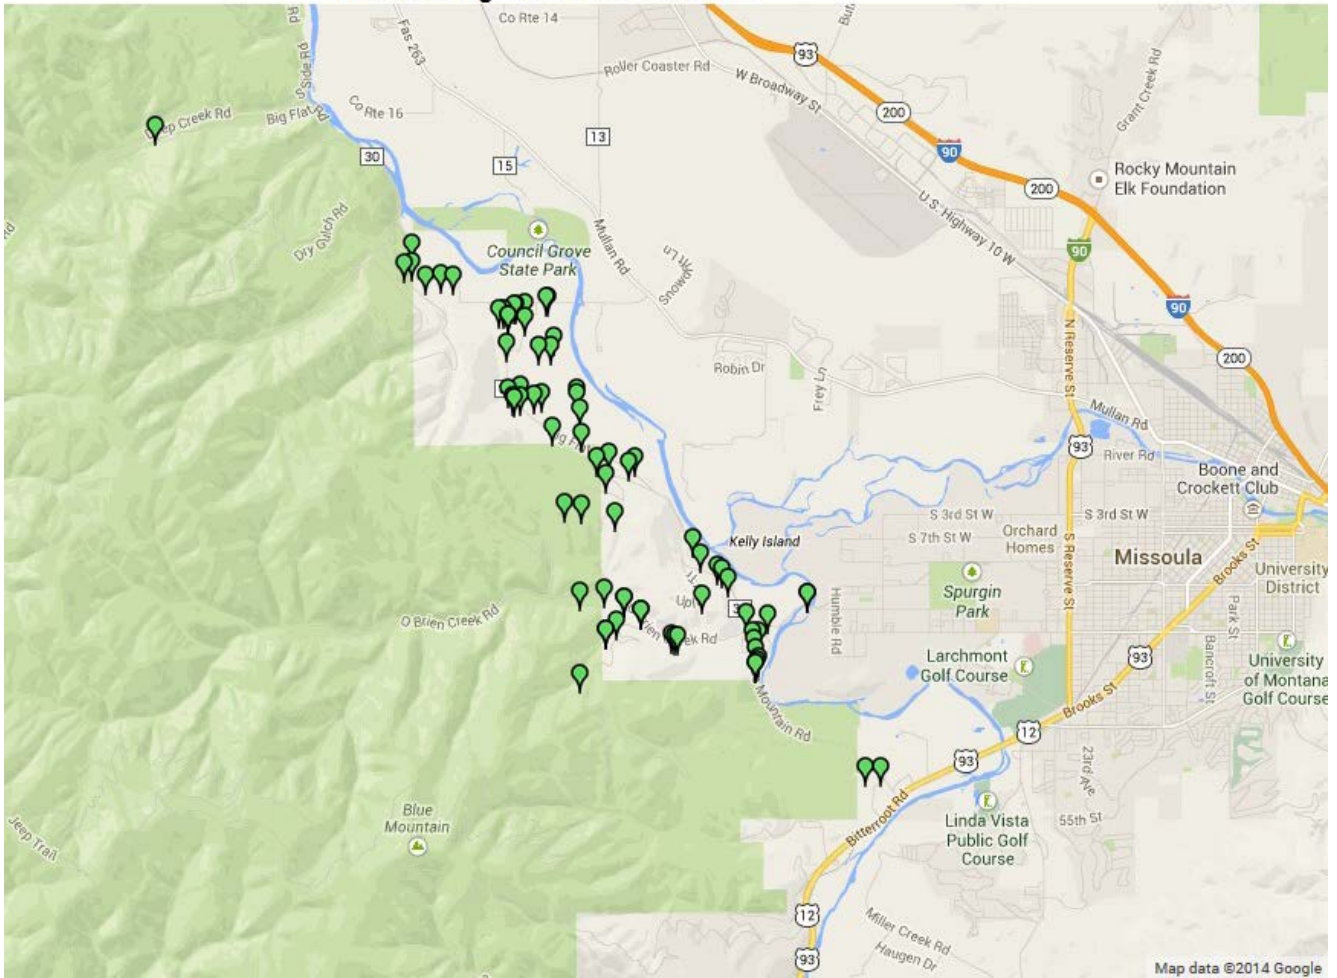 Co Rte 14
Fas 263
Rd
S Side Rd
93
Roller Coaster Rd
W Broadway St
200
Grant Creek Rd
Co Rte 16
Big Flat Rd
13
90
30
15
200
Rocky Mountain
Elk Foundation
U.S. Highway 10 W
Dry Gulch Rd
Rd
Council Grove
State Park
Mullan Rd
90
90
N Reserve St
200
Robin Dr
Frey Ln
Mullan Rd
93
River Rd
Boone and
Crockett Club
S 3rd St W
S 3rd St W
Orchard
Homes
S 7th St W
Kelly Island
Missoula
Brooks St
University
District
S Reserve St
Spurgin
Park
Humble Rd
Park St
Bancroft St
O Brien Creek Rd
93
Larchmont
Golf Course
University
of Montana
Golf Course
Brooks St
Mountain Rd
12
93
23rd Ave
Bitterroot Rd
Linda Vista
Public Golf
Course
55th St
Blue
Mountain
Jeep Trail
12
Miller Creek Rd
Haugen Dr
93
Map data ©2014 Google